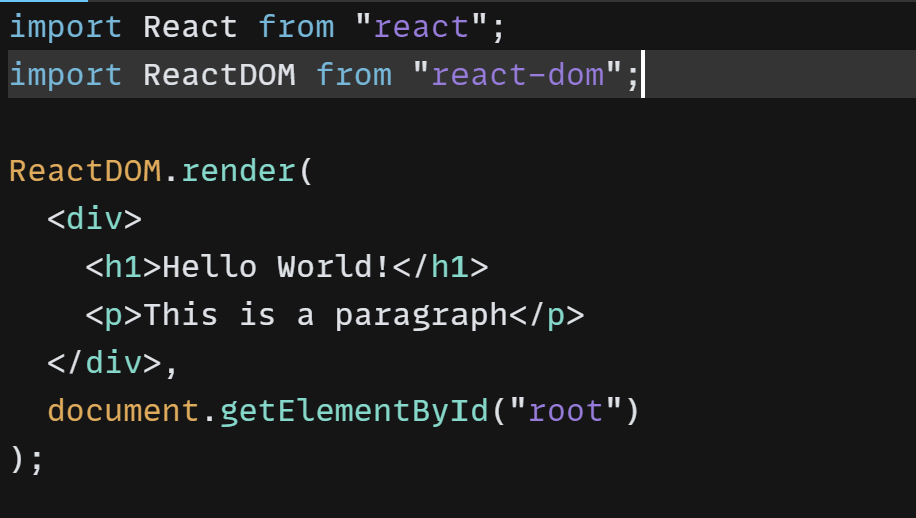 import React from "react";
import ReactDOM from "react-dom";

ReactDOM.render(
  <div>
    <h1>Hello World!</h1>
    <p>This is a paragraph</p>
  </div>,
  document.getElementById("root")
);